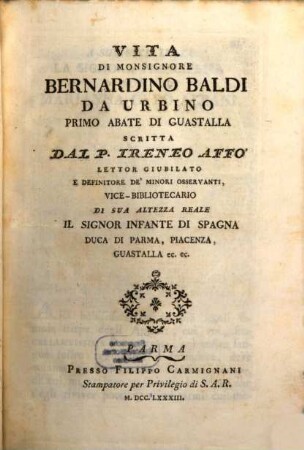 VITA
DI MONSIGNORE
BERNARDINO BALDI
DA URBINO
PRIMO ABATE DI GUASTALLA
SCRITTA
DAL P. IRENEO AFFO'
LETTOR GIUBILATO
E DEFINITORE DE' MINORI OSSERVANTI,
VICE-BIBLIOTECARIO
DI SUA ALTEZZA REALE
IL SIGNOR INFANTE DI SPAGNA
DUCA DI PARMA, PIACENZA,
GUASTALLA ec. ec.
PARMA
PRESSO FILIPPO CARMIGNANI
Stampatore per Privilegio di S. A. R.
M. DCC. LXXXIII.